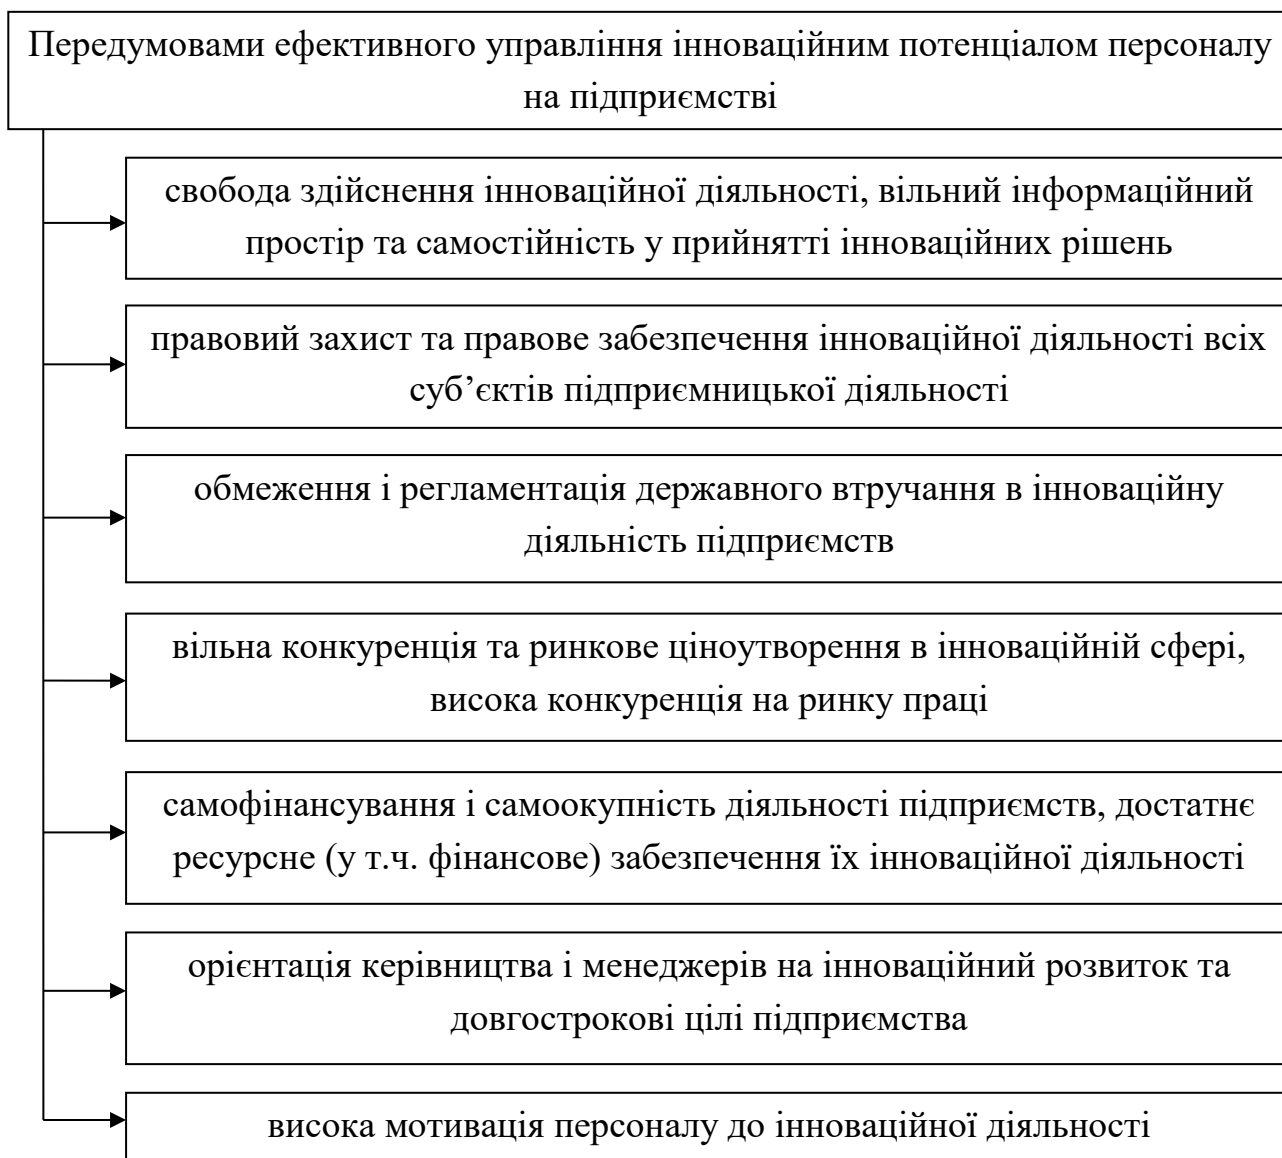 Передумовами ефективного управління інноваційним потенціалом персоналу
на підприємстві
свобода здійснення інноваційної діяльності, вільний інформаційний
простір та самостійність у прийнятті інноваційних рішень
правовий захист та правове забезпечення інноваційної діяльності всіх
суб’єктів підприємницької діяльності
обмеження і регламентація державного втручання в інноваційну
діяльність підприємств
вільна конкуренція та ринкове ціноутворення в інноваційній сфері,
висока конкуренція на ринку праці
самофінансування і самоокупність діяльності підприємств, достатнє
ресурсне (у т.ч. фінансове) забезпечення їх інноваційної діяльності
орієнтація керівництва і менеджерів на інноваційний розвиток та
довгострокові цілі підприємства
висока мотивація персоналу до інноваційної діяльності